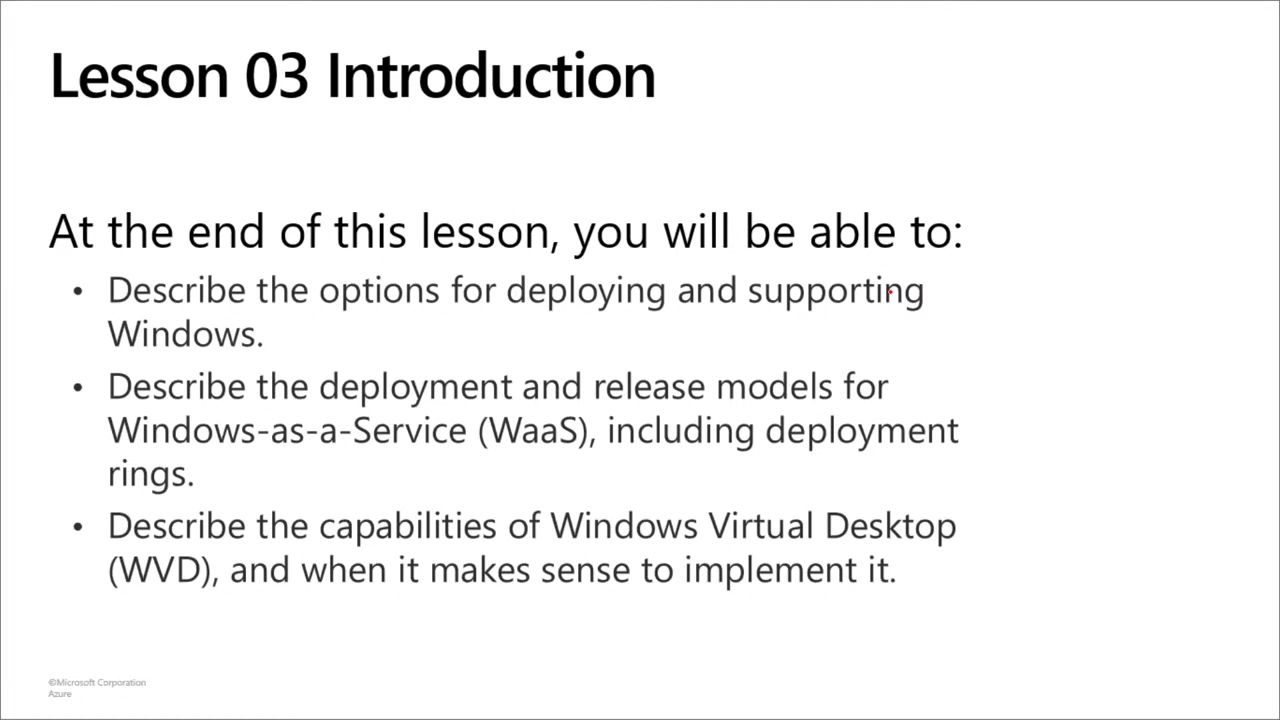 Lesson 03 Introduction
At the end of this lesson, you will be able to:
• Describe the options for deploying and supporting
Windows.
• Describe the deployment and release models for
Windows-as-a-Service (WaaS), including deployment
rings.
• Describe the capabilities of Windows Virtual Desktop
(WVD), and when it makes sense to implement it.
©Microsoft Corporation
Azure